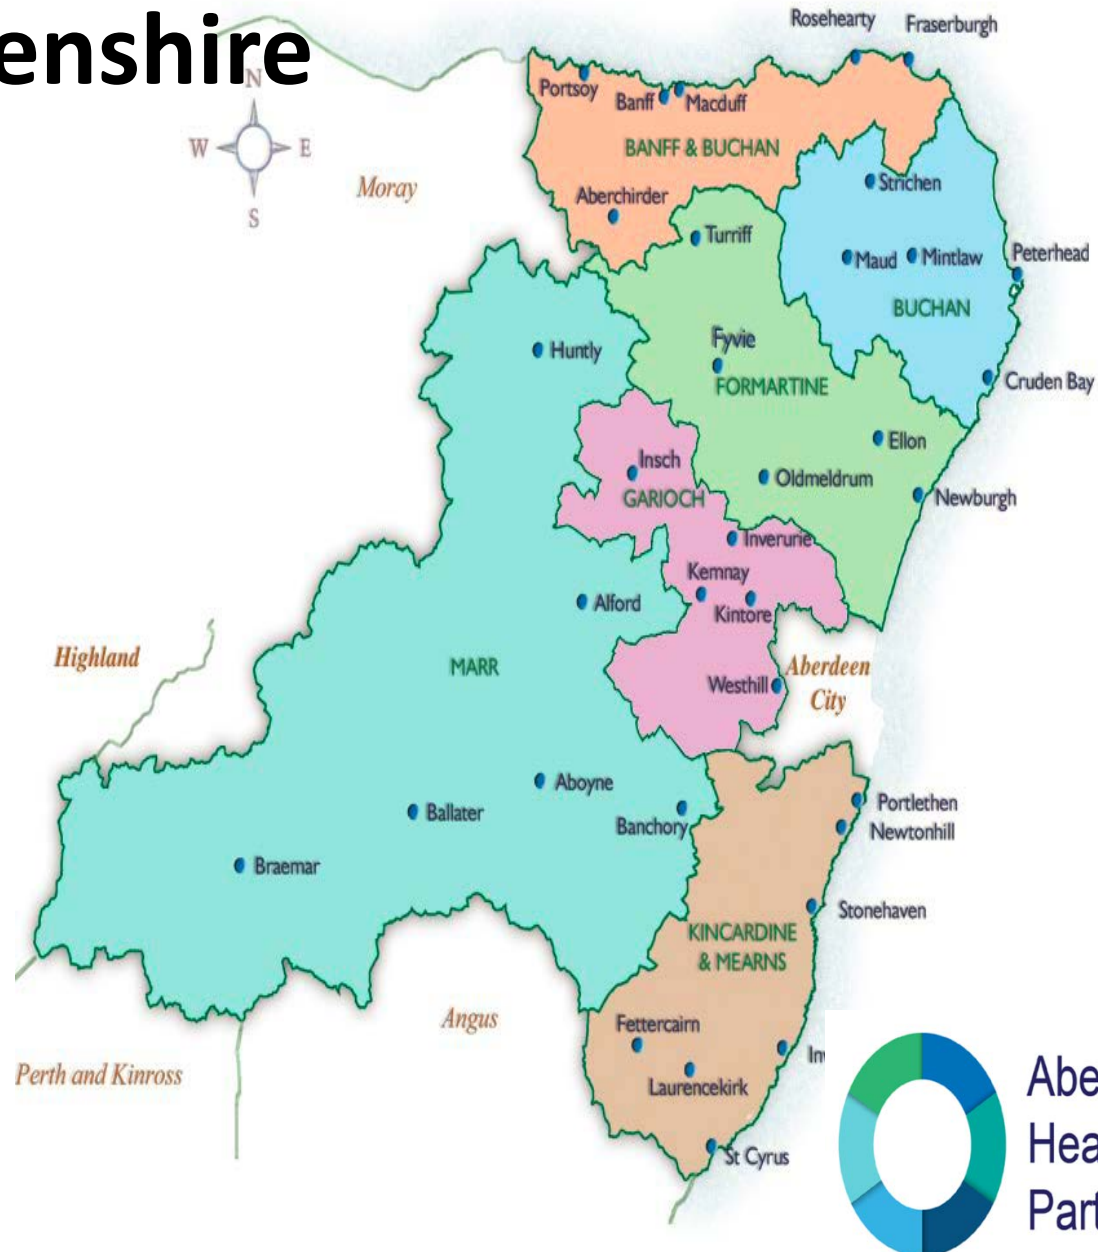 enshire
Rosehearty
Fraserburgh
N
W
E
S
Portsoy
Banff
Macduff
BANFF & BUCHAN
Moray
Strichen
Aberchirder
Turriff
Maud
Mintlaw
Peterhead
BUCHAN
Huntly
Fyvie
FORMARTINE
Cruden Bay
Ellon
Insch
GARIOCH
Oldmeldrum
Newburgh
Inverurie
Kemnay
Alford
Kintore
Highland
MARR
Aberdeen
City
Westhill
Aboyne
Ballater
Banchory
Portlethen
Newtonhill
Braemar
Stonehaven
KINCARDINE
& MEARNS
Angus
Fettercairn
Inv
Perth and Kinross
Laurencekirk
St Cyrus
Abe
Hea
Part